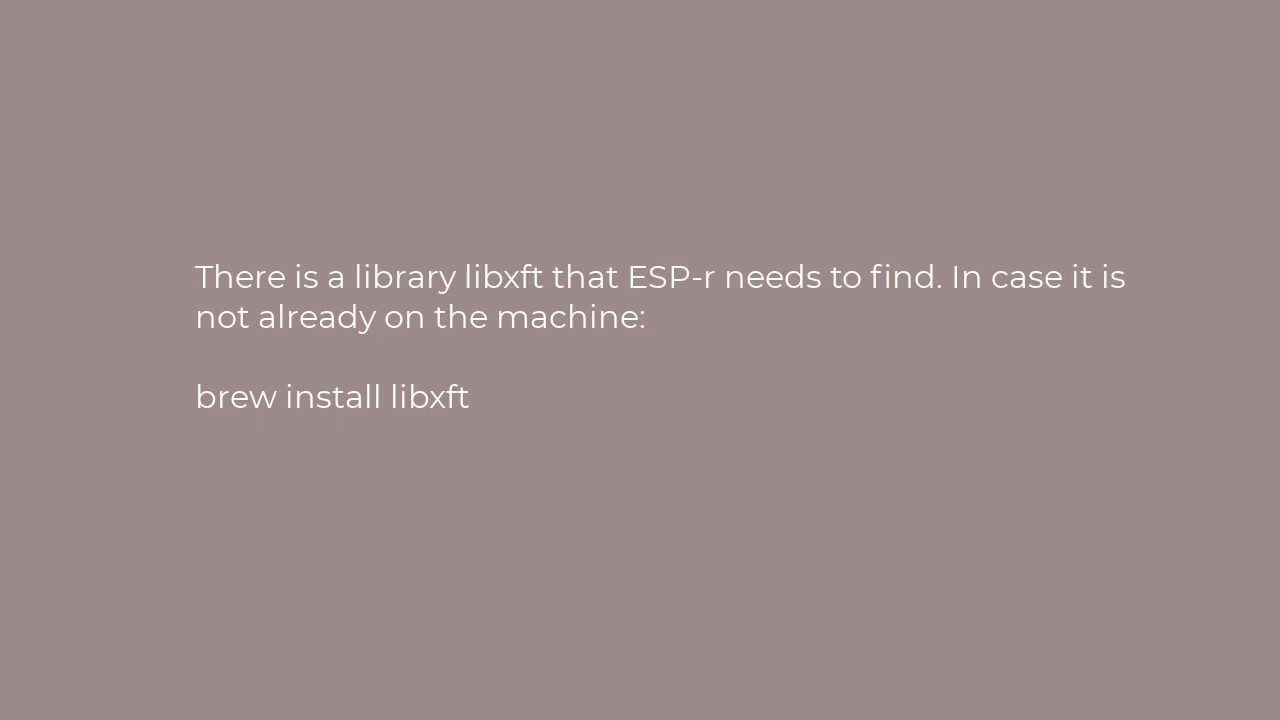 There is a library libxft that ESP-r needs to find. In case it is
not already on the machine:
brew install libxft